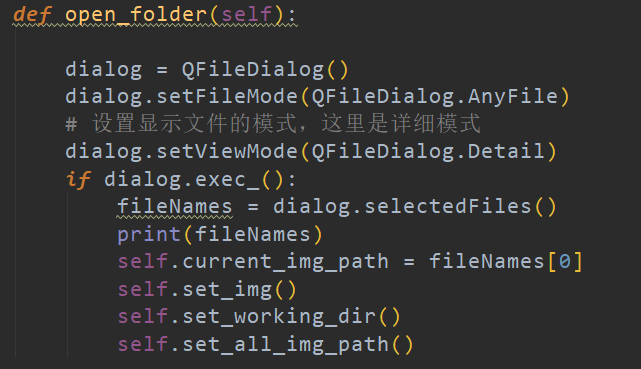 def open_folder(self):
dialog = QFileDialog()
dialog.setFileMode(QFileDialog.AnyFile)
# 设置显示文件的模式，这里是详细模式
dialog.setViewMode(QFileDialog.Detail)
if dialog.exec_():
fileNames = dialog.selectedFiles()
print(fileNames)
self.current_img_path = fileNames[0]
self.set_img()
self.set_working_dir()
self.set_all_img_path()